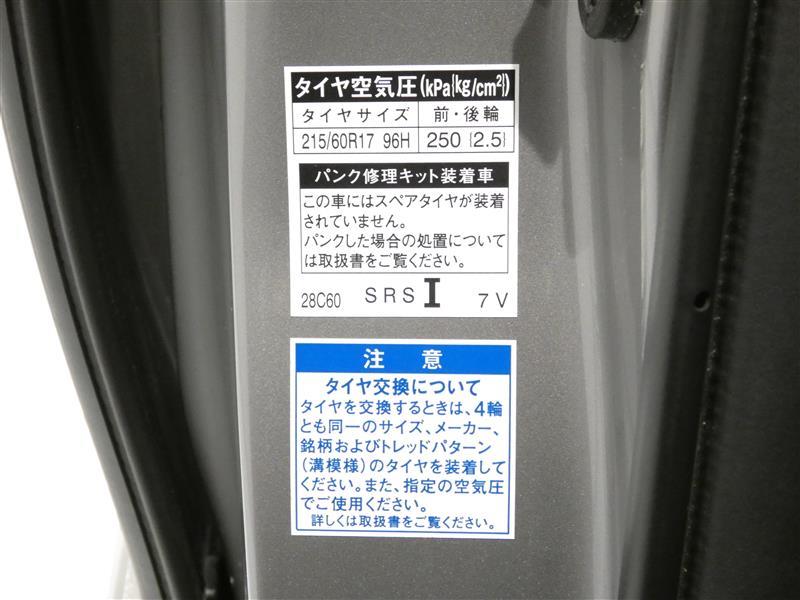 タイヤ空気圧(kPa{kg/cm²})
タイヤサイズ 前・後輪
215/60R17 96H 250 {2.5}
パンク修理キット装着車
この車にはスペアタイヤが装着
されていません。
パンクした場合の処置について
は取扱書をご覧ください。
28C60 SRS I 7V
注 意
タイヤ交換について
タイヤを交換するときは、4輪
とも同一のサイズ、メーカー、
銘柄およびトレッドパターン
(溝模様)のタイヤを装着して
ください。また、指定の空気圧
でご使用ください。
詳しくは取扱書をご覧ください。